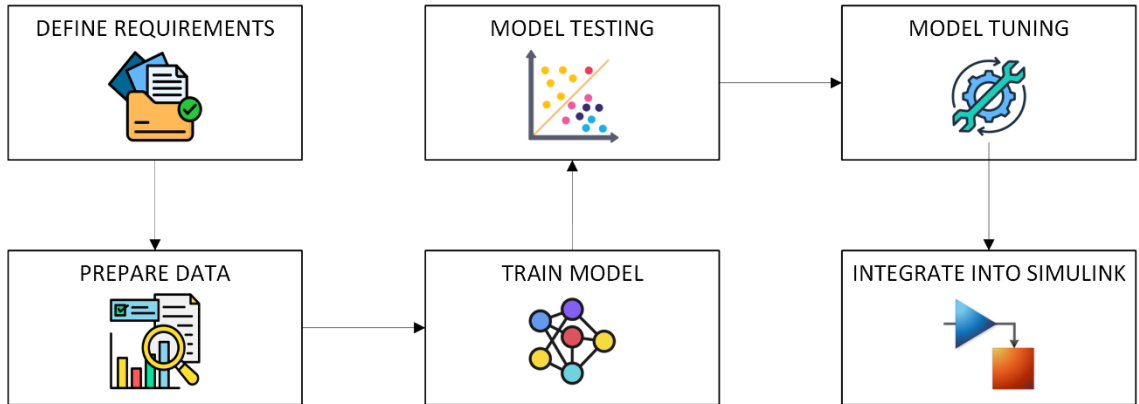 DEFINE REQUIREMENTS
PREPARE DATA
TRAIN MODEL
MODEL TESTING
MODEL TUNING
INTEGRATE INTO SIMULINK